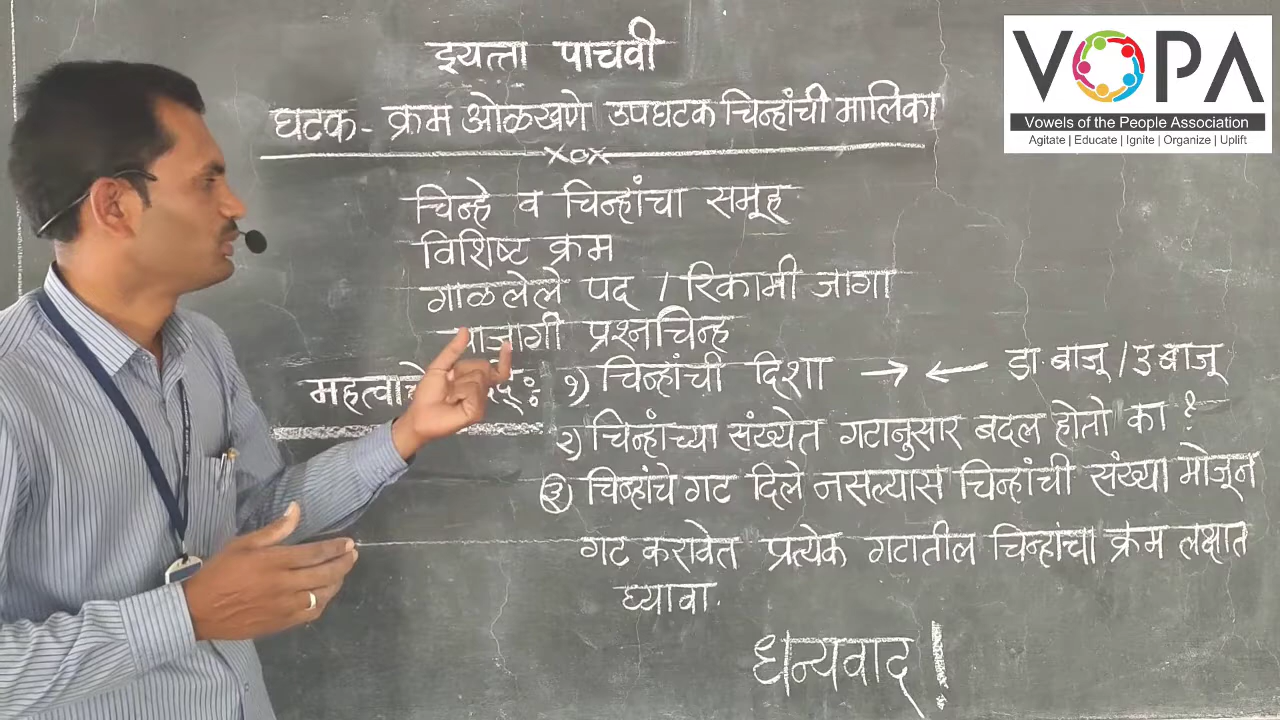 इयत्ता पाचवी
घटक - क्रम ओळखणे उपघटक चिन्हांची मालिका
xox
चिन्हे व चिन्हांचा समूह
विशिष्ट क्रम
गाळलेले पद / रिकामी जागा
प्रश्नचिन्ह
१) चिन्हांची दिशा → ← डा. बाजू / उ. बाजू
२) चिन्हांच्या संख्येत गटानुसार बदल होतो का ?
३) चिन्हांचे गट दिले नसल्यास चिन्हांची संख्या मोजून
गट करावेत प्रत्येक गटातील चिन्हांचा क्रम लक्षात
घ्यावा.
धन्यवाद !
VOPA
Vowels of the People Association
Agitate | Educate | Ignite | Organize | Uplift